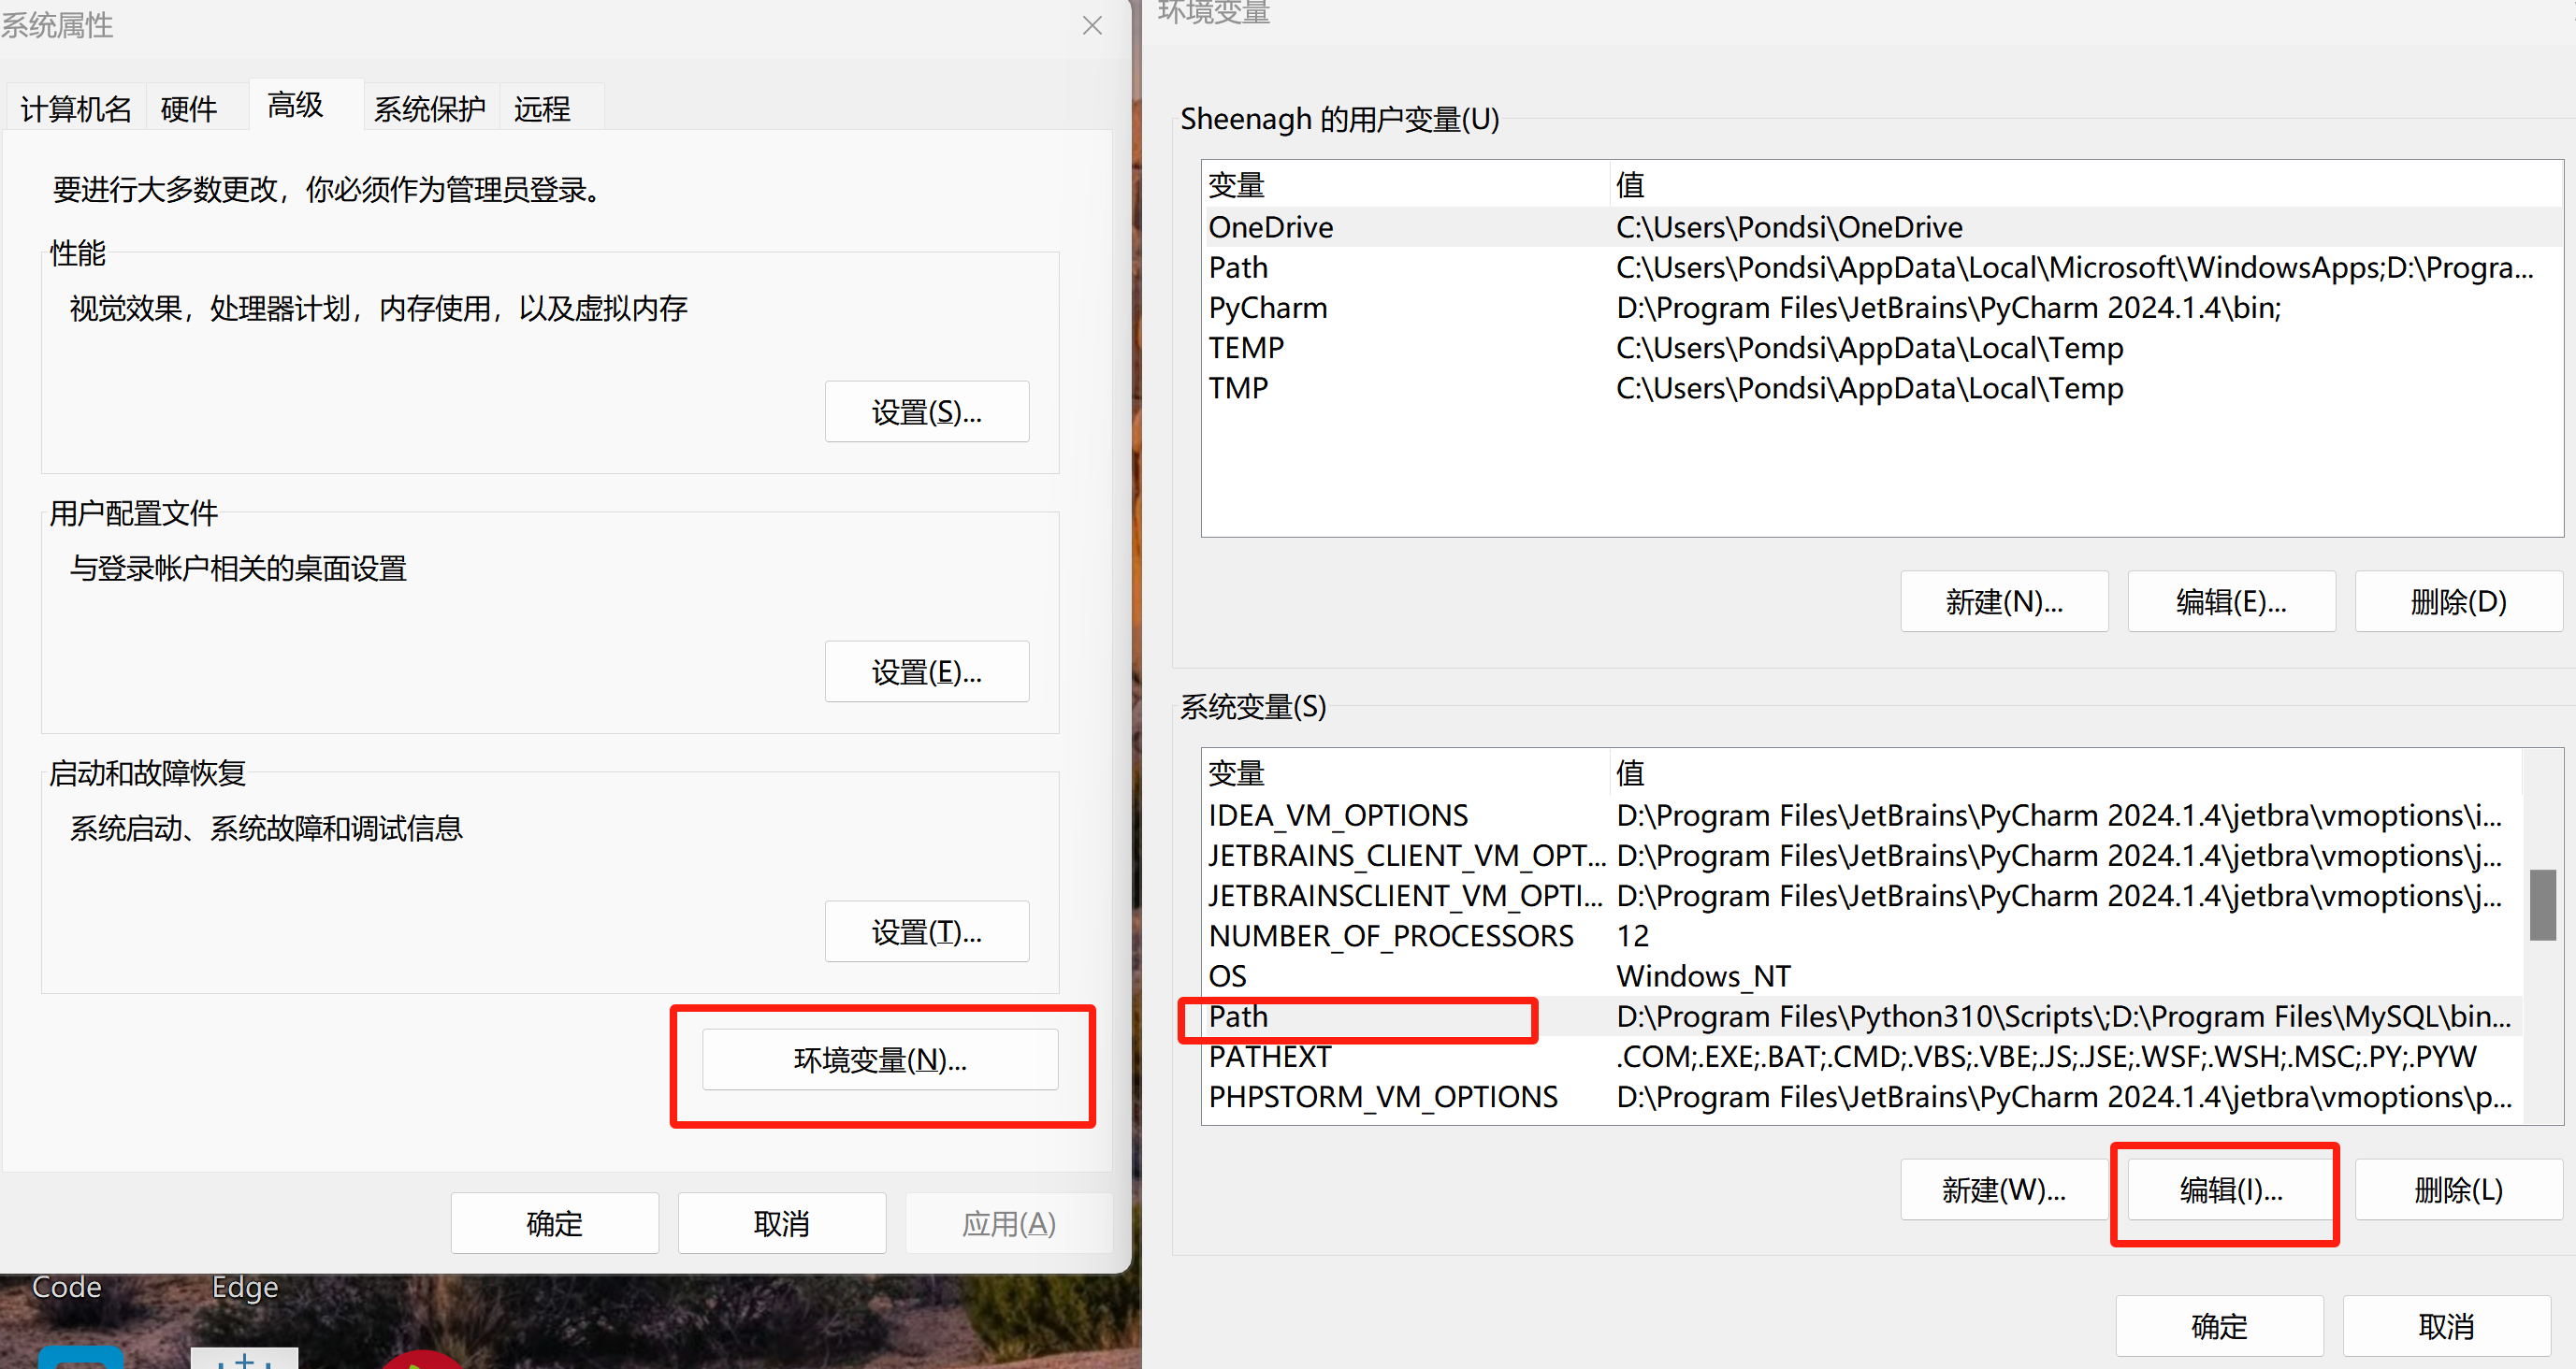 系统属性
计算机名 硬件 高级 系统保护 远程
要进行大多数更改，你必须作为管理员登录。
性能
视觉效果，处理器计划，内存使用，以及虚拟内存
设置(S)...
用户配置文件
与登录帐户相关的桌面设置
设置(E)...
启动和故障恢复
系统启动、系统故障和调试信息
设置(T)...
环境变量(N)...
确定 取消 应用(A)
Code Edge
环境变量
Sheenagh 的用户变量(U)
变量 值
OneDrive C:\Users\Pondsi\OneDrive
Path C:\Users\Pondsi\AppData\Local\Microsoft\WindowsApps;D:\Progra...
PyCharm D:\Program Files\JetBrains\PyCharm 2024.1.4\bin;
TEMP C:\Users\Pondsi\AppData\Local\Temp
TMP C:\Users\Pondsi\AppData\Local\Temp
新建(N)... 编辑(E)... 删除(D)
系统变量(S)
变量 值
IDEA_VM_OPTIONS D:\Program Files\JetBrains\PyCharm 2024.1.4\jetbra\vmoptions\i...
JETBRAINS_CLIENT_VM_OPT... D:\Program Files\JetBrains\PyCharm 2024.1.4\jetbra\vmoptions\j...
JETBRAINSCLIENT_VM_OPTI... D:\Program Files\JetBrains\PyCharm 2024.1.4\jetbra\vmoptions\j...
NUMBER_OF_PROCESSORS 12
OS Windows_NT
Path D:\Program Files\Python310\Scripts\;D:\Program Files\MySQL\bin...
PATHEXT .COM;.EXE;.BAT;.CMD;.VBS;.VBE;.JS;.JSE;.WSF;.WSH;.MSC;.PY;.PYW
PHPSTORM_VM_OPTIONS D:\Program Files\JetBrains\PyCharm 2024.1.4\jetbra\vmoptions\p...
新建(W)... 编辑(I)... 删除(L)
确定 取消